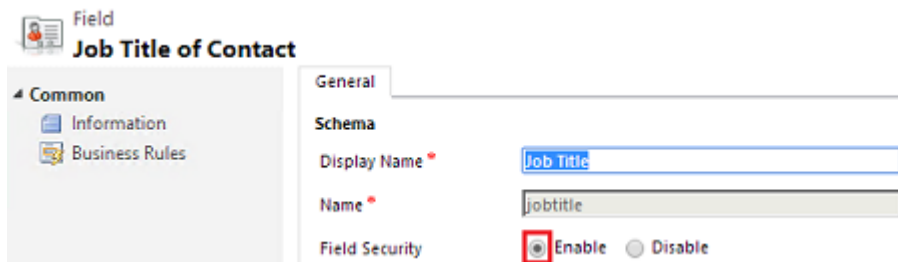 Field
Job Title of Contact
Common
Information
Business Rules
General
Schema
Display Name * Job Title
Name * jobtitle
Field Security Enable Disable